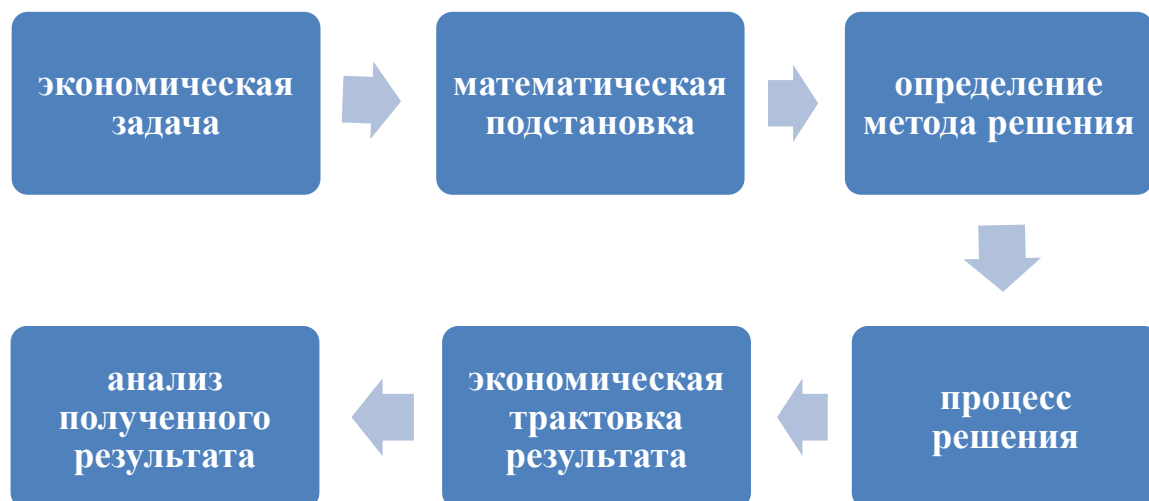 экономическая
задача
математическая
подстановка
определение
метода решения
процесс
решения
экономическая
трактовка
результата
анализ
полученного
результата